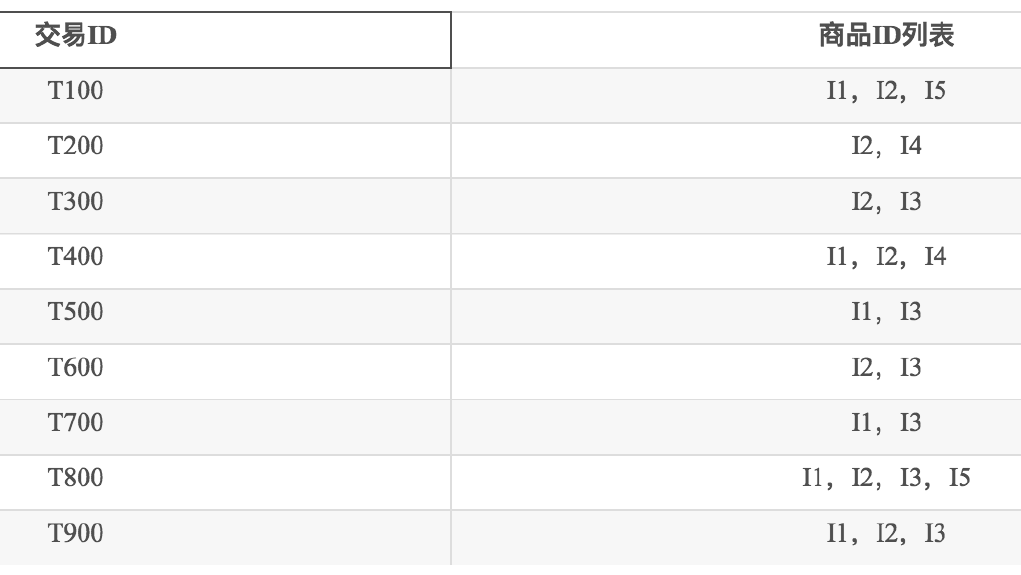 交易ID 商品ID列表
T100 I1，I2，I5
T200 I2，I4
T300 I2，I3
T400 I1，I2，I4
T500 I1，I3
T600 I2，I3
T700 I1，I3
T800 I1，I2，I3，I5
T900 I1，I2，I3